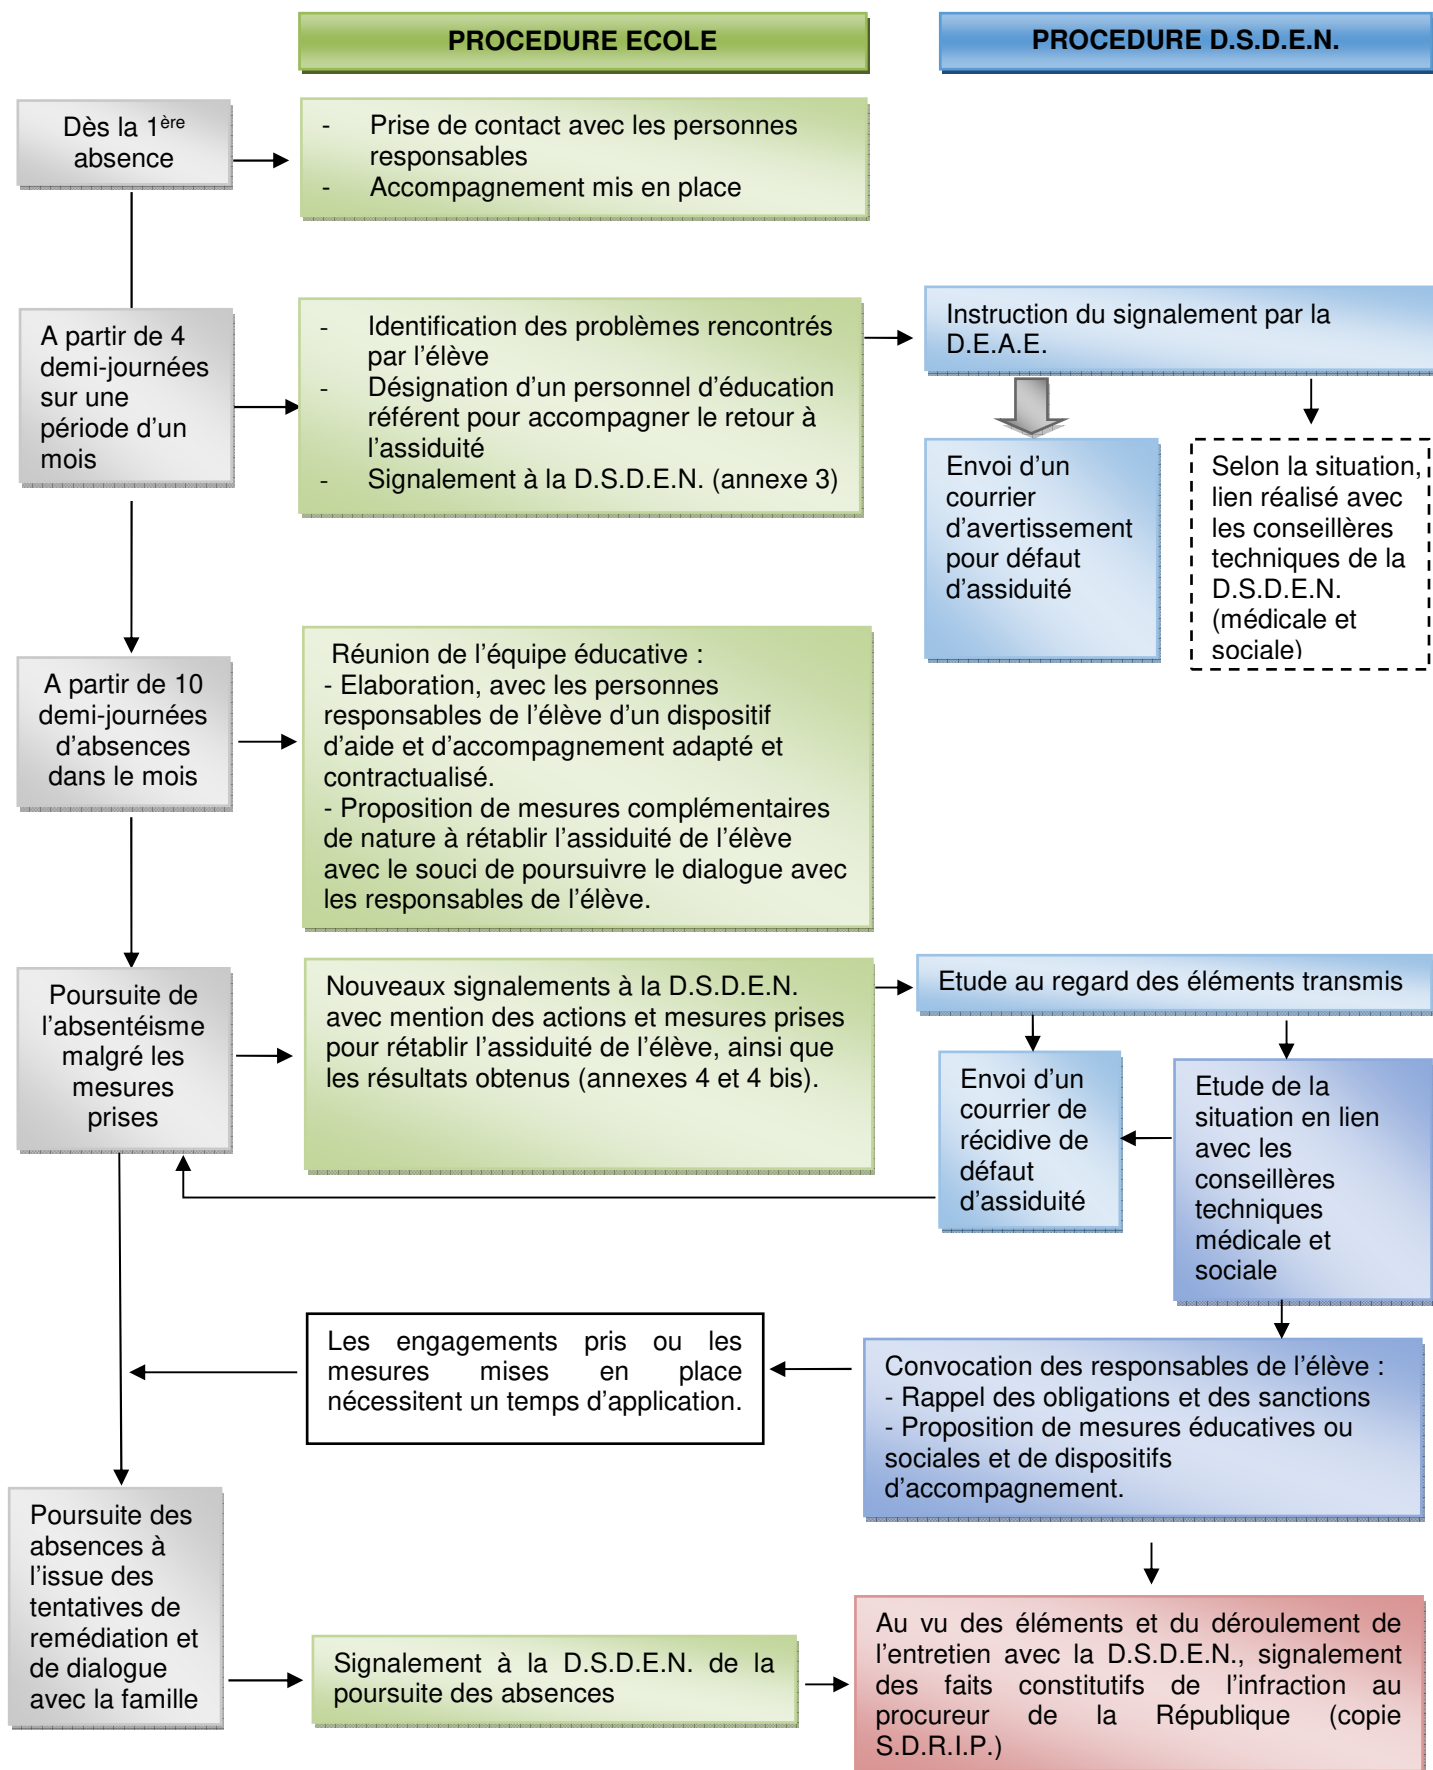 PROCEDURE ECOLE
PROCEDURE D.S.D.E.N.
Dès la 1ère
absence
- Prise de contact avec les personnes
responsables
- Accompagnement mis en place
A partir de 4
demi-journées
sur une
période d’un
mois
- Identification des problèmes rencontrés
par l’élève
- Désignation d’un personnel d’éducation
référent pour accompagner le retour à
l’assiduité
- Signalement à la D.S.D.E.N. (annexe 3)
Instruction du signalement par la
D.E.A.E.
Envoi d’un
courrier
d’avertissement
pour défaut
d’assiduité
Selon la situation,
lien réalisé avec
les conseillères
techniques de la
D.S.D.E.N.
(médicale et
sociale)
A partir de 10
demi-journées
d’absences
dans le mois
Réunion de l’équipe éducative :
- Elaboration, avec les personnes
responsables de l’élève d’un dispositif
d’aide et d’accompagnement adapté et
contractualisé.
- Proposition de mesures complémentaires
de nature à rétablir l’assiduité de l’élève
avec le souci de poursuivre le dialogue avec
les responsables de l’élève.
Poursuite de
l’absentéisme
malgré les
mesures
prises
Nouveaux signalements à la D.S.D.E.N.
avec mention des actions et mesures prises
pour rétablir l’assiduité de l’élève, ainsi que
les résultats obtenus (annexes 4 et 4 bis).
Etude au regard des éléments transmis
Envoi d’un
courrier de
récidive de
défaut
d’assiduité
Etude de la
situation en lien
avec les
conseillères
techniques
médicale et
sociale
Les engagements pris ou les
mesures mises en place
nécessitent un temps d’application.
Convocation des responsables de l’élève :
- Rappel des obligations et des sanctions
- Proposition de mesures éducatives ou
sociales et de dispositifs
d’accompagnement.
Poursuite des
absences à
l’issue des
tentatives de
remédiation et
de dialogue
avec la famille
Signalement à la D.S.D.E.N. de la
poursuite des absences
Au vu des éléments et du déroulement de
l’entretien avec la D.S.D.E.N., signalement
des faits constitutifs de l’infraction au
procureur de la République (copie
S.D.R.I.P.)